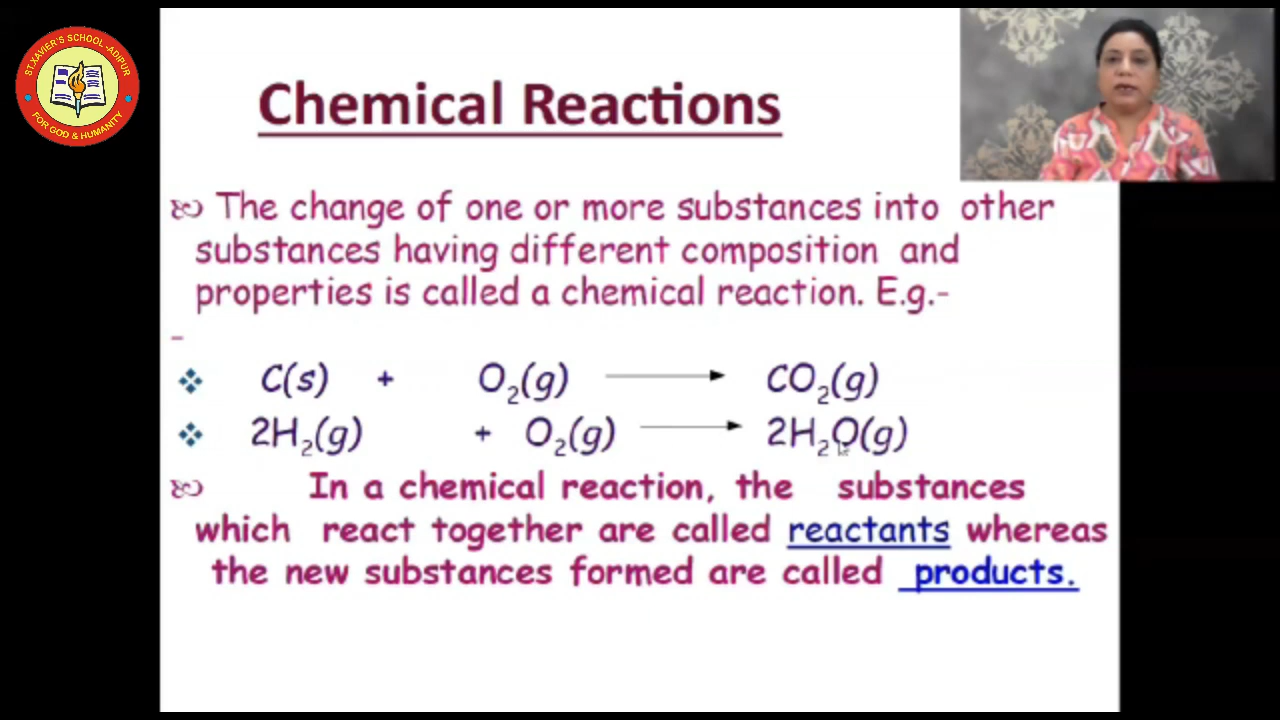 ST.XAVIER'S SCHOOL-ADIPUR
FOR GOD & HUMANITY
Chemical Reactions
The change of one or more substances into other
substances having different composition and
properties is called a chemical reaction. E.g.-
-
C(s) + O₂(g) → CO₂(g)
2H₂(g) + O₂(g) → 2H₂O(g)
In a chemical reaction, the substances
which react together are called reactants whereas
the new substances formed are called products.